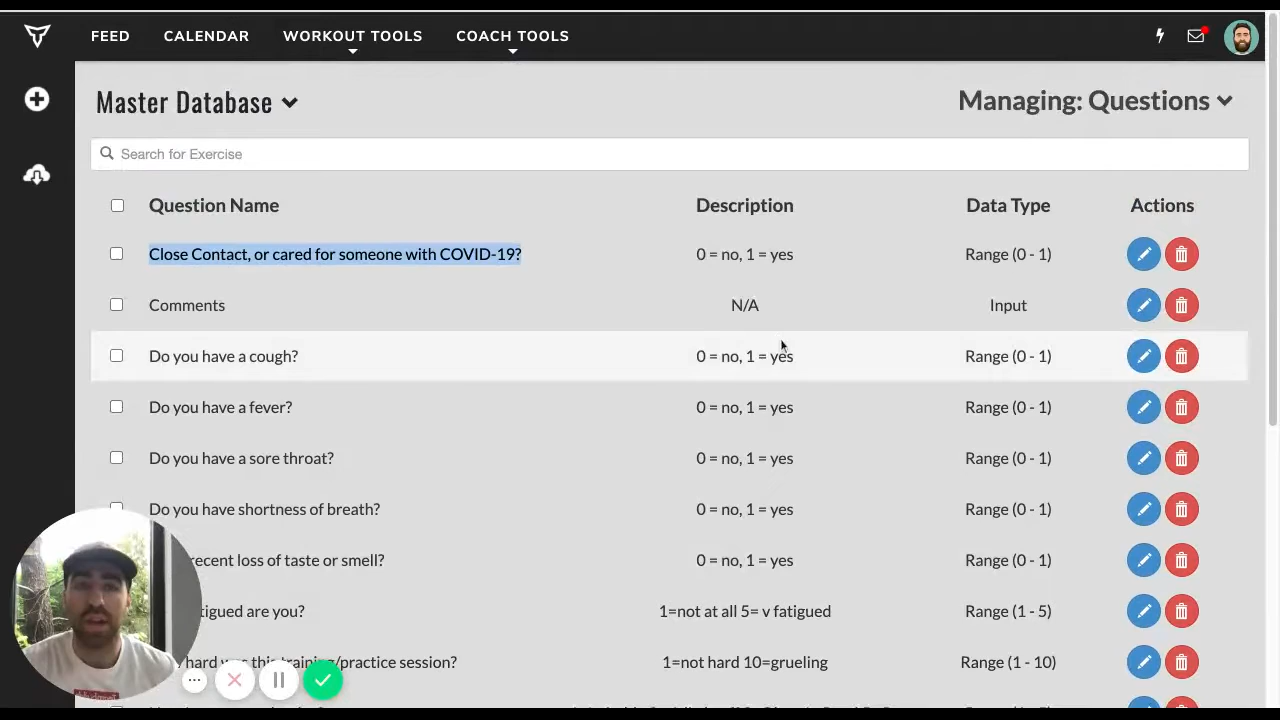 FEED CALENDAR WORKOUT TOOLS COACH TOOLS
Master Database Managing: Questions
Search for Exercise
Question Name Description Data Type Actions
Close Contact, or cared for someone with COVID-19? 0 = no, 1 = yes Range (0 - 1)
Comments N/A Input
Do you have a cough? 0 = no, 1 = yes Range (0 - 1)
Do you have a fever? 0 = no, 1 = yes Range (0 - 1)
Do you have a sore throat? 0 = no, 1 = yes Range (0 - 1)
Do you have shortness of breath? 0 = no, 1 = yes Range (0 - 1)
recent loss of taste or smell? 0 = no, 1 = yes Range (0 - 1)
tigued are you? 1=not at all 5= v fatigued Range (1 - 5)
hard was this training/practice session? 1=not hard 10=grueling Range (1 - 10)